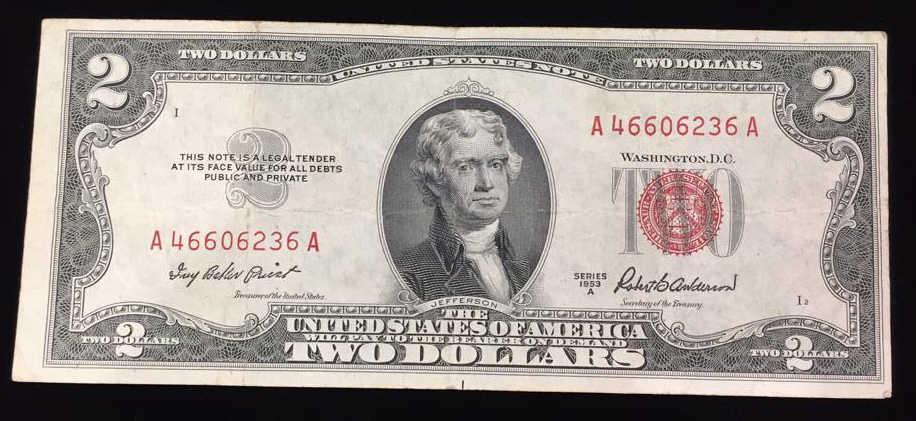 2 TWO DOLLARS UNITED STATES NOTE TWO DOLLARS 2
I
2
A 46606236 A
THIS NOTE IS A LEGAL TENDER
AT ITS FACE VALUE FOR ALL DEBTS
PUBLIC AND PRIVATE
WASHINGTON, D.C.
TWO
A 46606236 A
Ivy Baker Priest
Treasurer of the United States
SERIES
1953
A
Robert B. Anderson
Secretary of the Treasury
I 2
JEFFERSON
THE
UNITED STATES OF AMERICA
WILL PAY TO THE BEARER ON DEMAND
TWO DOLLARS
TWO DOLLARS
2
TWO DOLLARS
2